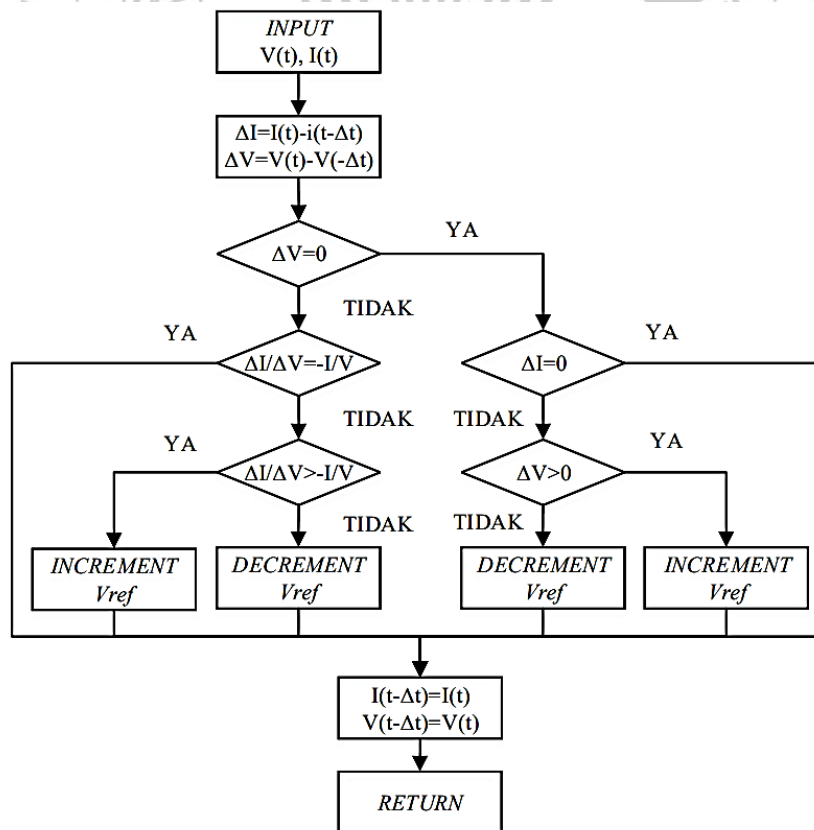 INPUT
V(t), I(t)
ΔI=I(t)-i(t-Δt)
ΔV=V(t)-V(-Δt)
ΔV=0
YA
TIDAK
YA
ΔI/ΔV=-I/V
ΔI=0
YA
TIDAK
TIDAK
YA
ΔI/ΔV>-I/V
ΔV>0
YA
TIDAK
TIDAK
INCREMENT
Vref
DECREMENT
Vref
DECREMENT
Vref
INCREMENT
Vref
I(t-Δt)=I(t)
V(t-Δt)=V(t)
RETURN